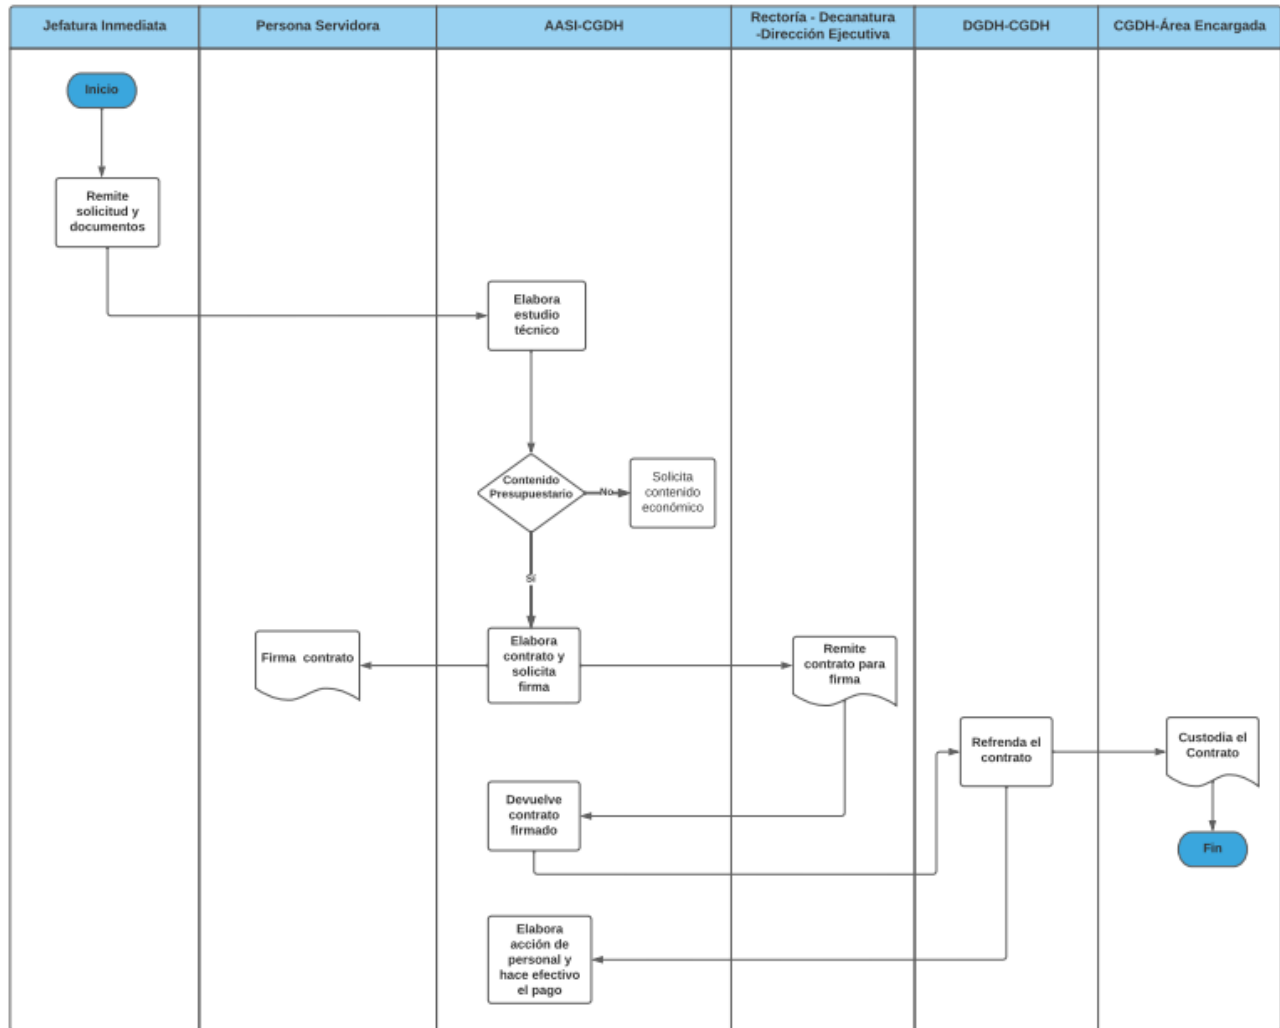 Jefatura Inmediata
Persona Servidora
AASI-CGDH
Rectoría - Decanatura
-Dirección Ejecutiva
DGDH-CGDH
CGDH-Área Encargada
Inicio
Remite
solicitud y
documentos
Elabora
estudio
técnico
Contenido
Presupuestario
No
Solicita
contenido
económico
Sí
Firma contrato
Elabora
contrato y
solicita
firma
Remite
contrato para
firma
Refrenda el
contrato
Custodia el
Contrato
Devuelve
contrato
firmado
Fin
Elabora
acción de
personal y
hace efectivo
el pago